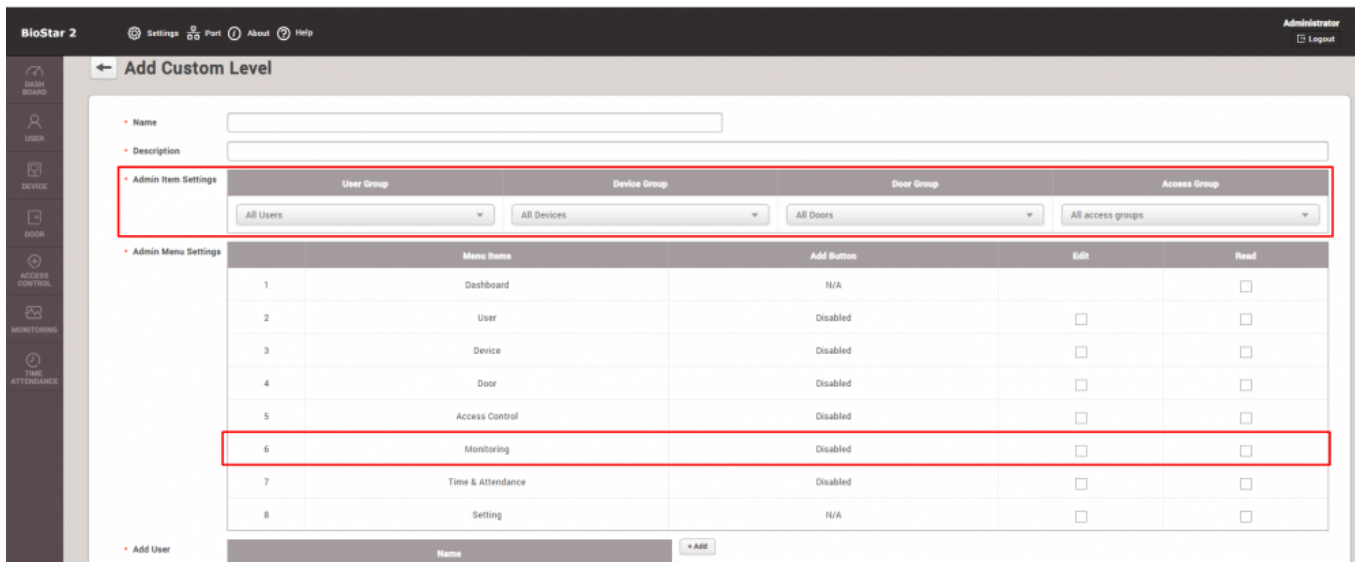 BioStar 2
Settings Port About Help
Administrator
Logout
DASH
BOARD
USER
DEVICE
DOOR
ACCESS
CONTROL
MONITORING
TIME
ATTENDANCE
Add Custom Level
• Name
• Description
• Admin Item Settings
User Group Device Group Door Group Access Group
All Users All Devices All Doors All access groups
• Admin Menu Settings
Menu Items Add Button Edit Read
1 Dashboard N/A
2 User Disabled
3 Device Disabled
4 Door Disabled
5 Access Control Disabled
6 Monitoring Disabled
7 Time & Attendance Disabled
8 Setting N/A
• Add User
Name
+ Add